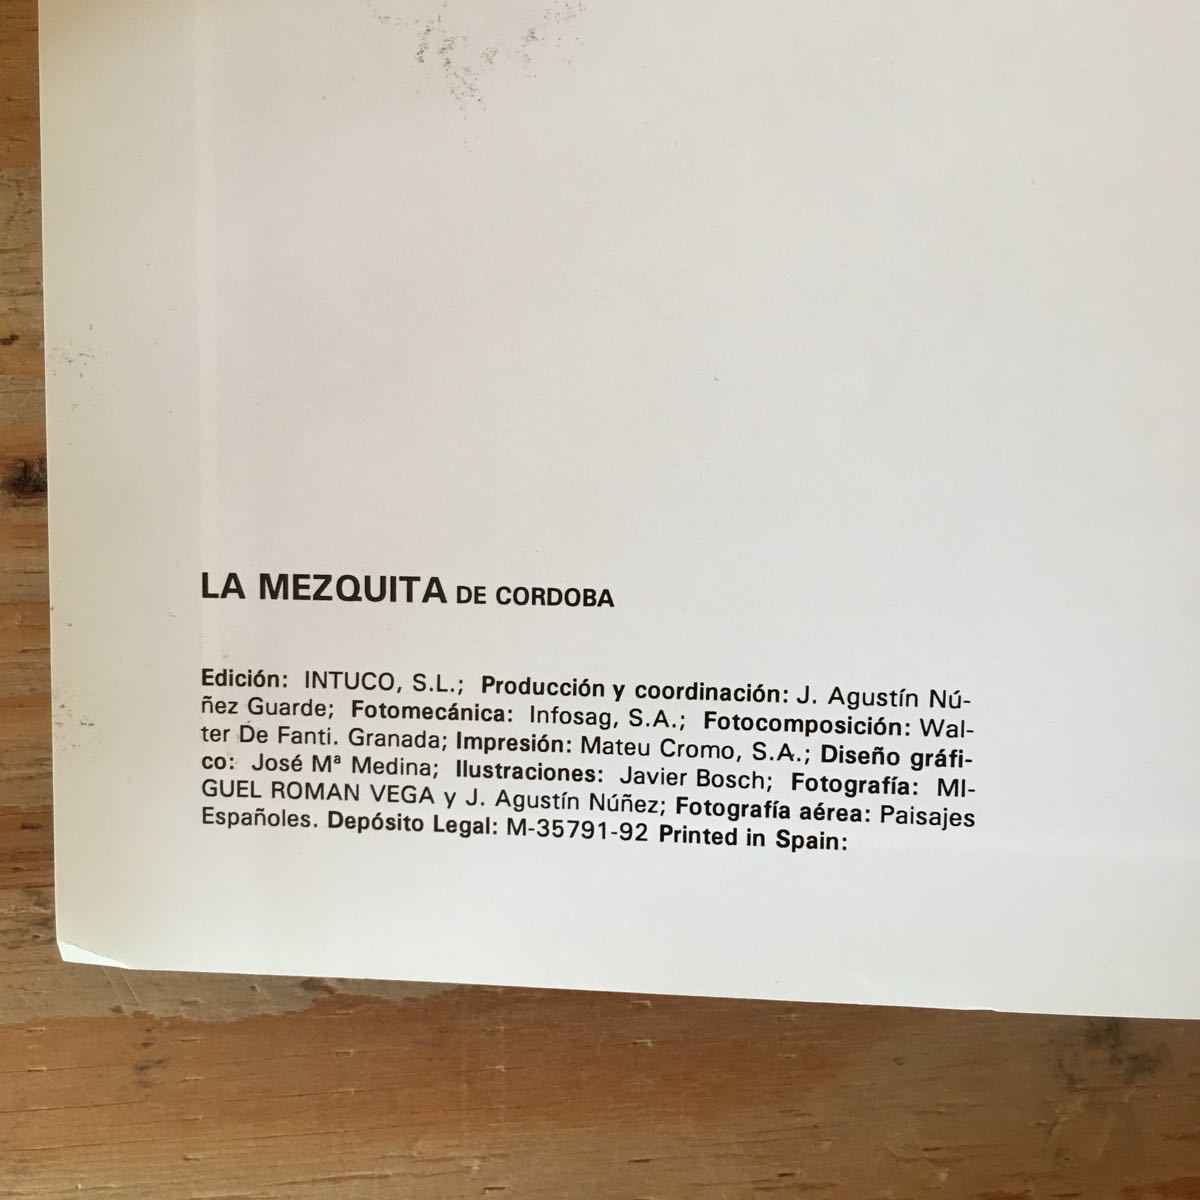 LA MEZQUITA DE CORDOBA
Edición: INTUCO, S.L.; Producción y coordinación: J. Agustín Nú-
ñez Guarde; Fotomecánica: Infosag, S.A.; Fotocomposición: Wal-
ter De Fanti. Granada; Impresión: Mateu Cromo, S.A.; Diseño gráfi-
co: José Mª Medina; Ilustraciones: Javier Bosch; Fotografía: MI-
GUEL ROMAN VEGA y J. Agustín Núñez; Fotografía aérea: Paisajes
Españoles. Depósito Legal: M-35791-92 Printed in Spain: